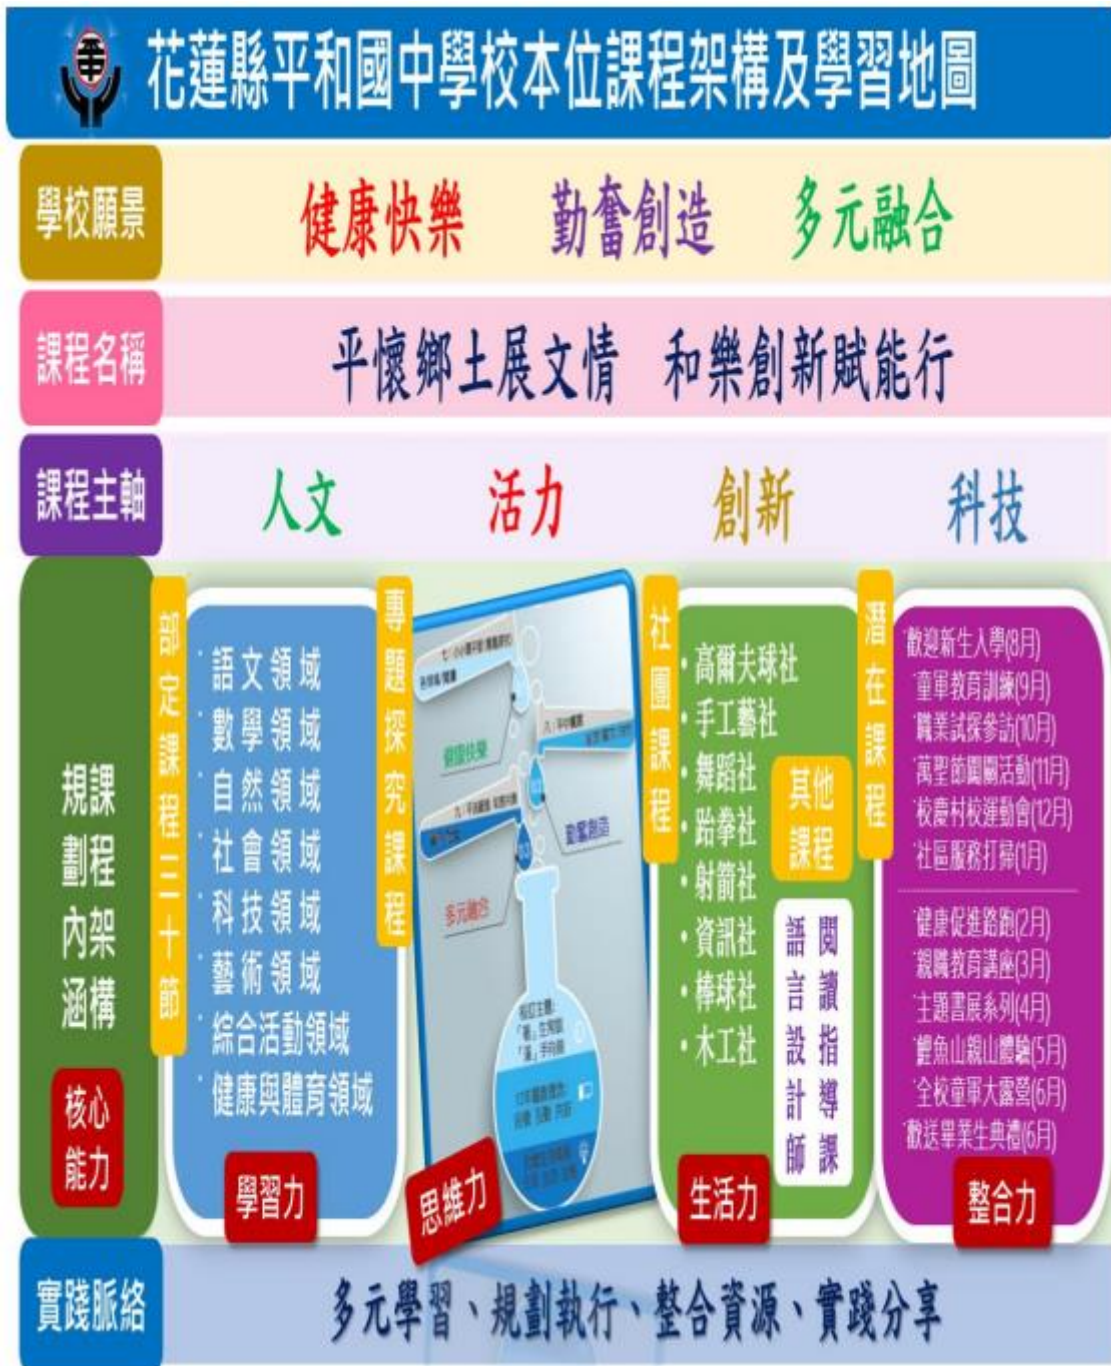 花蓮縣平和國中學校本位課程架構及學習地圖
學校願景
健康快樂 勤奮創造 多元融合
課程名稱
平懷鄉土展文情 和樂創新賦能行
課程主軸
人文 活力 創新 科技
課程架構
規劃內涵
核心能力
部定課程三十節
˙語文領域
˙數學領域
˙自然領域
˙社會領域
˙科技領域
˙藝術領域
˙綜合活動領域
˙健康與體育領域
學習力
專題探究課程
健康快樂
勤奮創造
多元融合
思維力
社團課程
•高爾夫球社
•手工藝社
•舞蹈社
•跆拳社
•射箭社
•資訊社
•棒球社
•木工社
其他課程
閱讀指導課
語言設計師
生活力
潛在課程
˙歡迎新生入學(8月)
˙童軍教育訓練(9月)
˙職業試探參訪(10月)
˙萬聖節闖關活動(11月)
˙校慶村校運動會(12月)
˙社區服務打掃(1月)
˙健康促進路跑(2月)
˙親職教育講座(3月)
˙主題書展系列(4月)
˙鯉魚山親山體驗(5月)
˙全校童軍大露營(6月)
˙歡送畢業生典禮(6月)
整合力
實踐脈絡
多元學習、規劃執行、整合資源、實踐分享